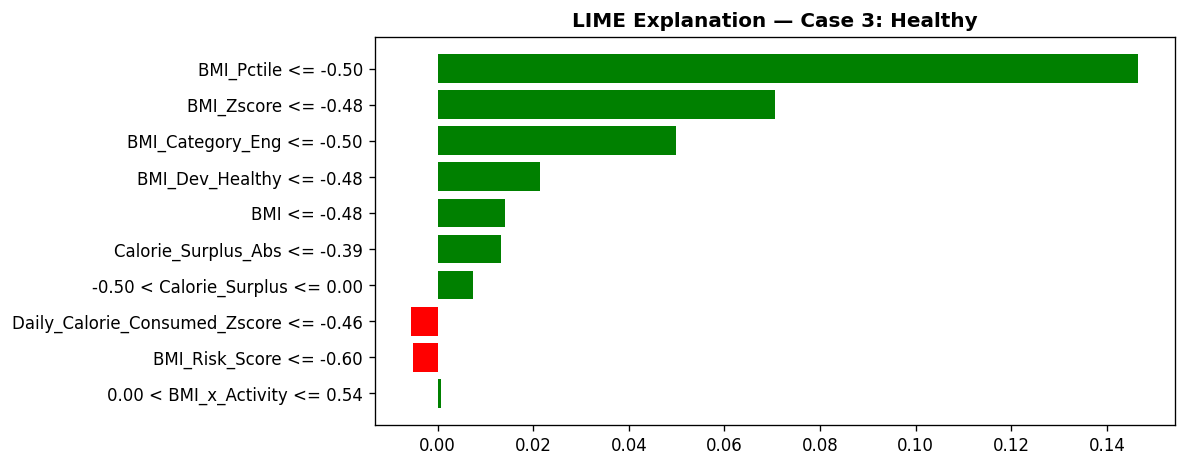 LIME Explanation — Case 3: Healthy
BMI_Pctile <= -0.50
BMI_Zscore <= -0.48
BMI_Category_Eng <= -0.50
BMI_Dev_Healthy <= -0.48
BMI <= -0.48
Calorie_Surplus_Abs <= -0.39
-0.50 < Calorie_Surplus <= 0.00
Daily_Calorie_Consumed_Zscore <= -0.46
BMI_Risk_Score <= -0.60
0.00 < BMI_x_Activity <= 0.54
0.00 0.02 0.04 0.06 0.08 0.10 0.12 0.14